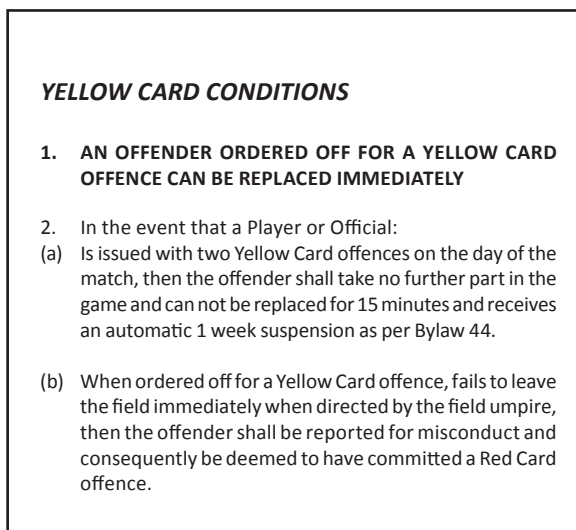 YELLOW CARD CONDITIONS
1. AN OFFENDER ORDERED OFF FOR A YELLOW CARD
OFFENCE CAN BE REPLACED IMMEDIATELY
2. In the event that a Player or Official:
(a) Is issued with two Yellow Card offences on the day of the
match, then the offender shall take no further part in the
game and can not be replaced for 15 minutes and receives
an automatic 1 week suspension as per Bylaw 44.
(b) When ordered off for a Yellow Card offence, fails to leave
the field immediately when directed by the field umpire,
then the offender shall be reported for misconduct and
consequently be deemed to have committed a Red Card
offence.